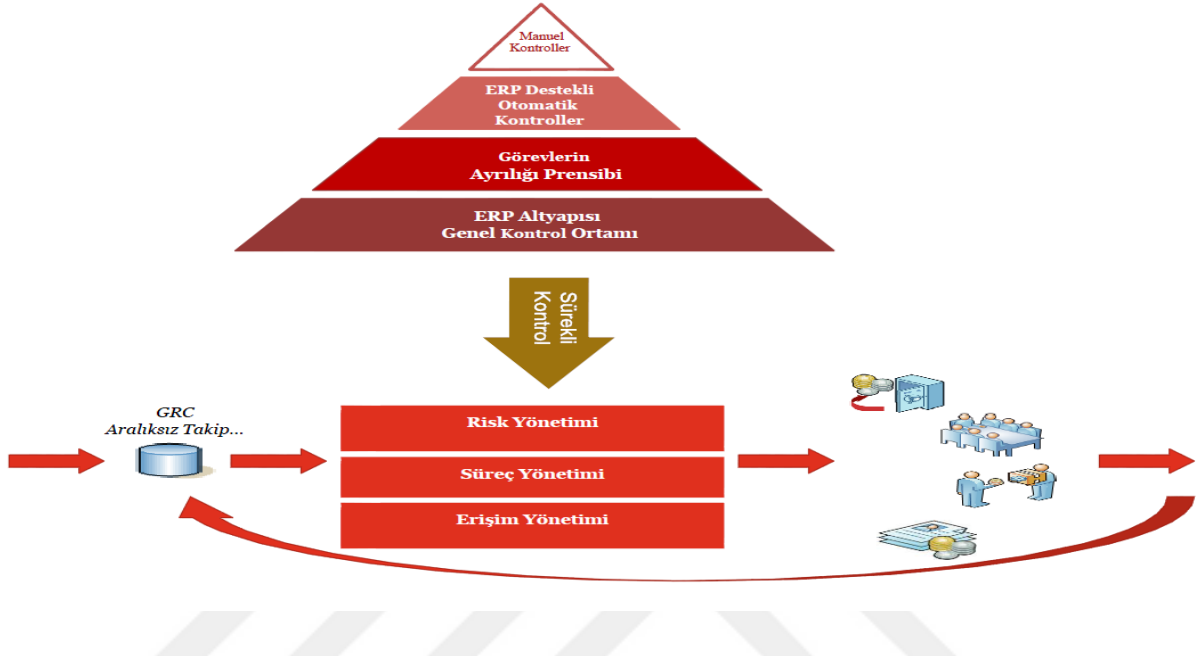 Manuel
Kontroller
ERP Destekli
Otomatik
Kontroller
Görevlerin
Ayrılığı Prensibi
ERP Altyapısı
Genel Kontrol Ortamı
Sürekli
Kontrol
GRC
Aralıksız Takip...
Risk Yönetimi
Süreç Yönetimi
Erişim Yönetimi